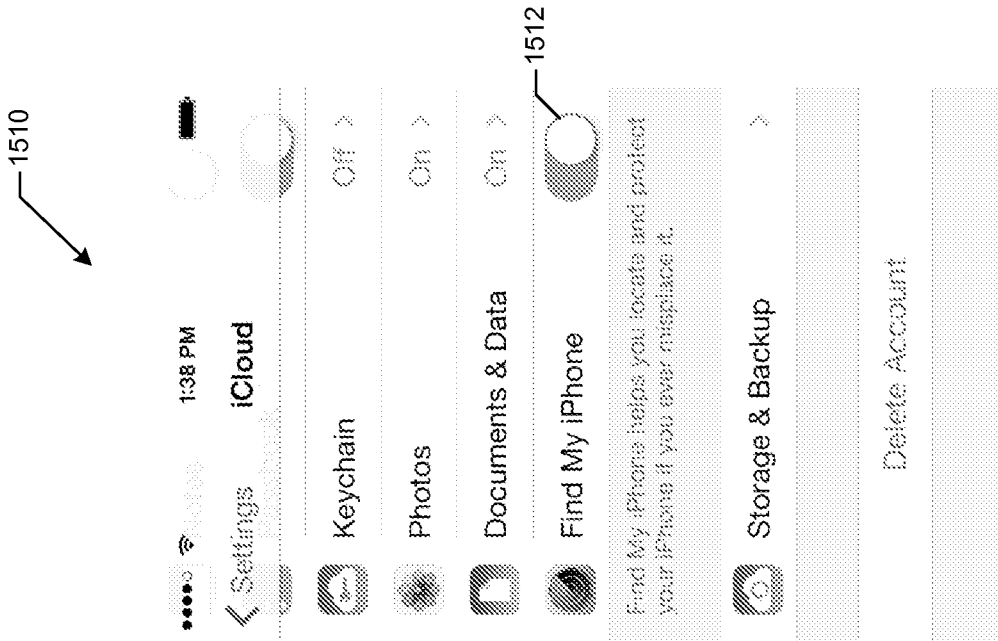 1510
1:38 PM
Settings
iCloud
Keychain
Off
Photos
On
Documents & Data
On
Find My iPhone
1512
Find My iPhone helps you locate and protect
your iPhone if you ever misplace it.
Storage & Backup
Delete Account